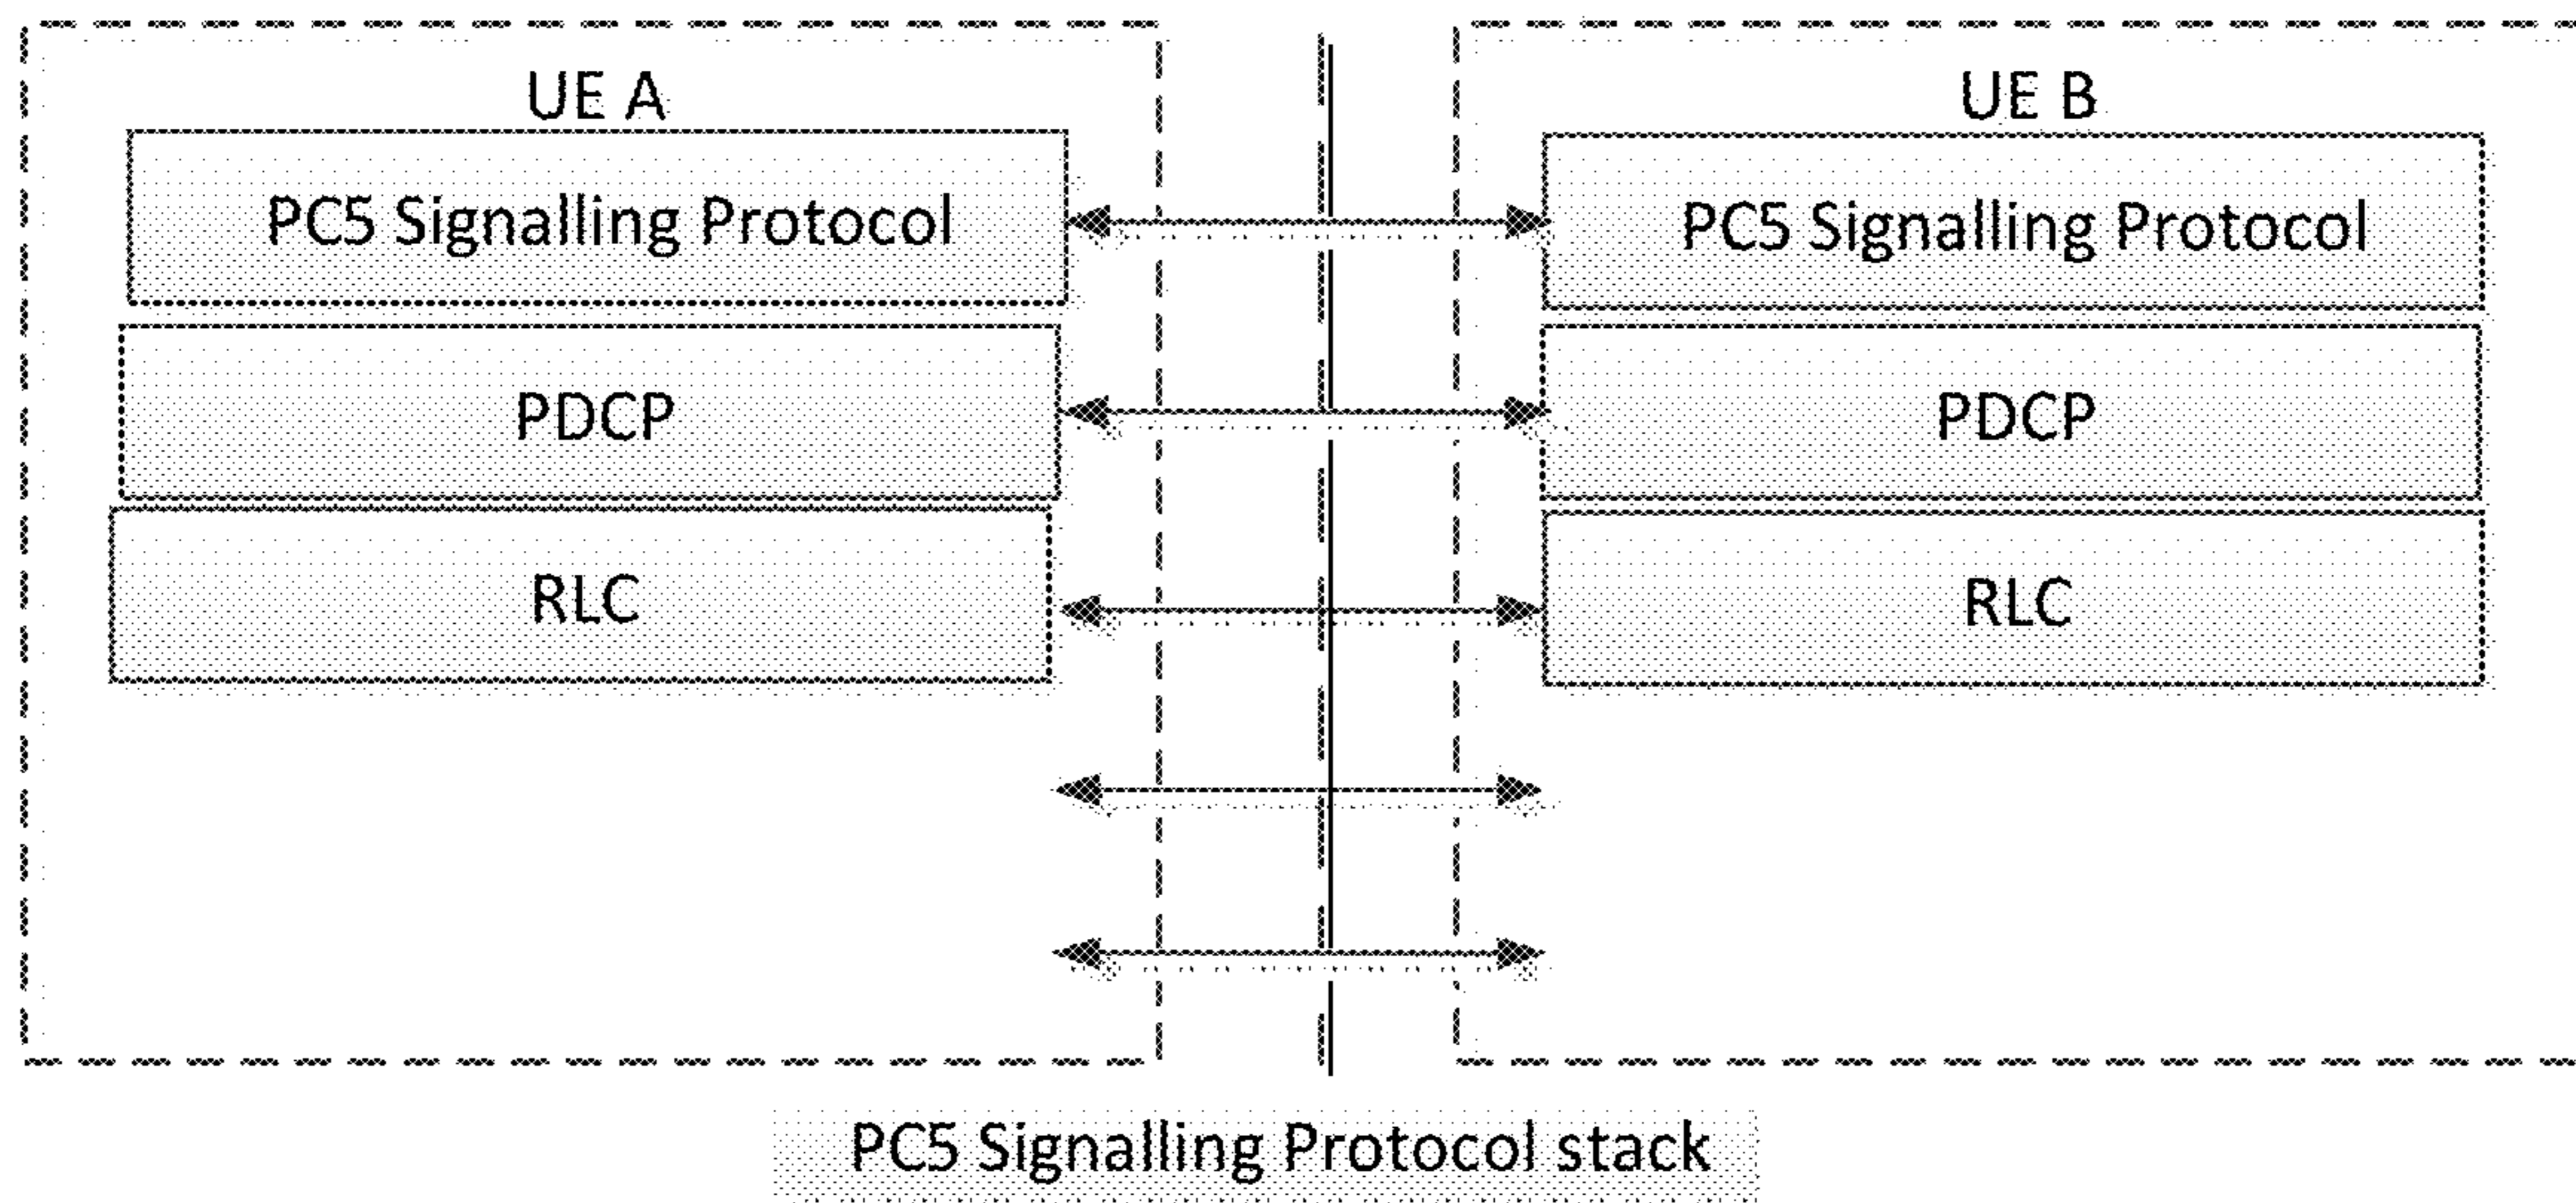 UE A
UE B
PC5 Signalling Protocol
PC5 Signalling Protocol
PDCP
PDCP
RLC
RLC
PC5 Signalling Protocol stack